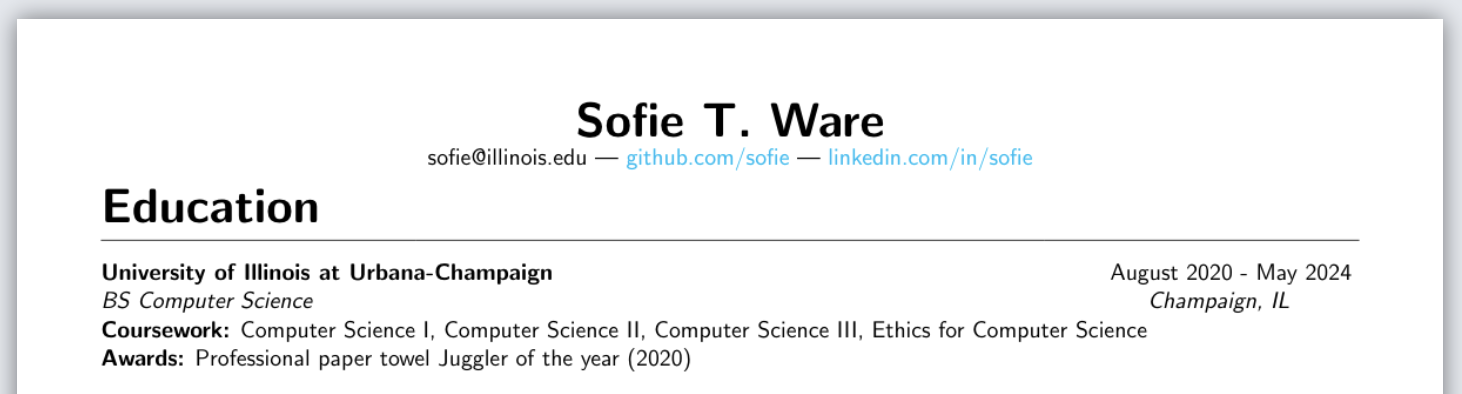 Sofie T. Ware
sofie@illinois.edu — github.com/sofie — linkedin.com/in/sofie
Education
University of Illinois at Urbana-Champaign August 2020 - May 2024
BS Computer Science Champaign, IL
Coursework: Computer Science I, Computer Science II, Computer Science III, Ethics for Computer Science
Awards: Professional paper towel Juggler of the year (2020)